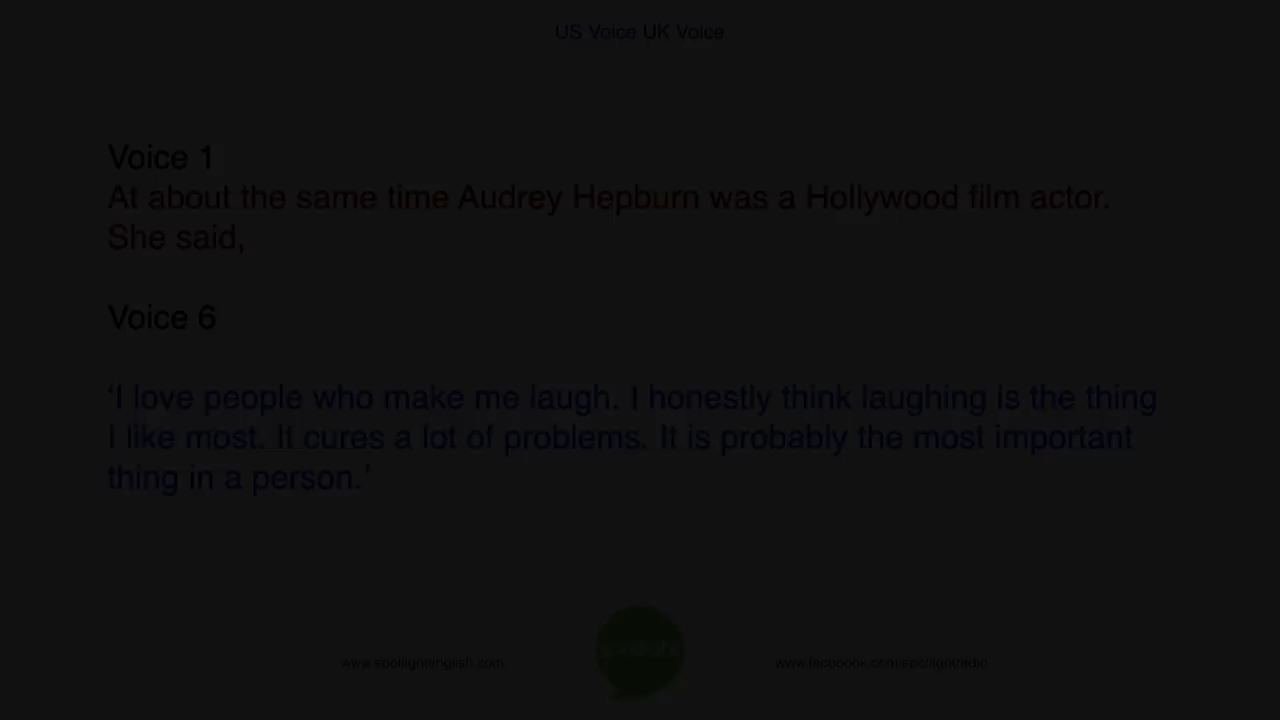 US Voice UK Voice
Voice 1
At about the same time Audrey Hepburn was a Hollywood film actor.
She said,
Voice 6
‘I love people who make me laugh. I honestly think laughing is the thing
I like most. It cures a lot of problems. It is probably the most important
thing in a person.’
www.spotlightenglish.com
www.facebook.com/spotlightradio